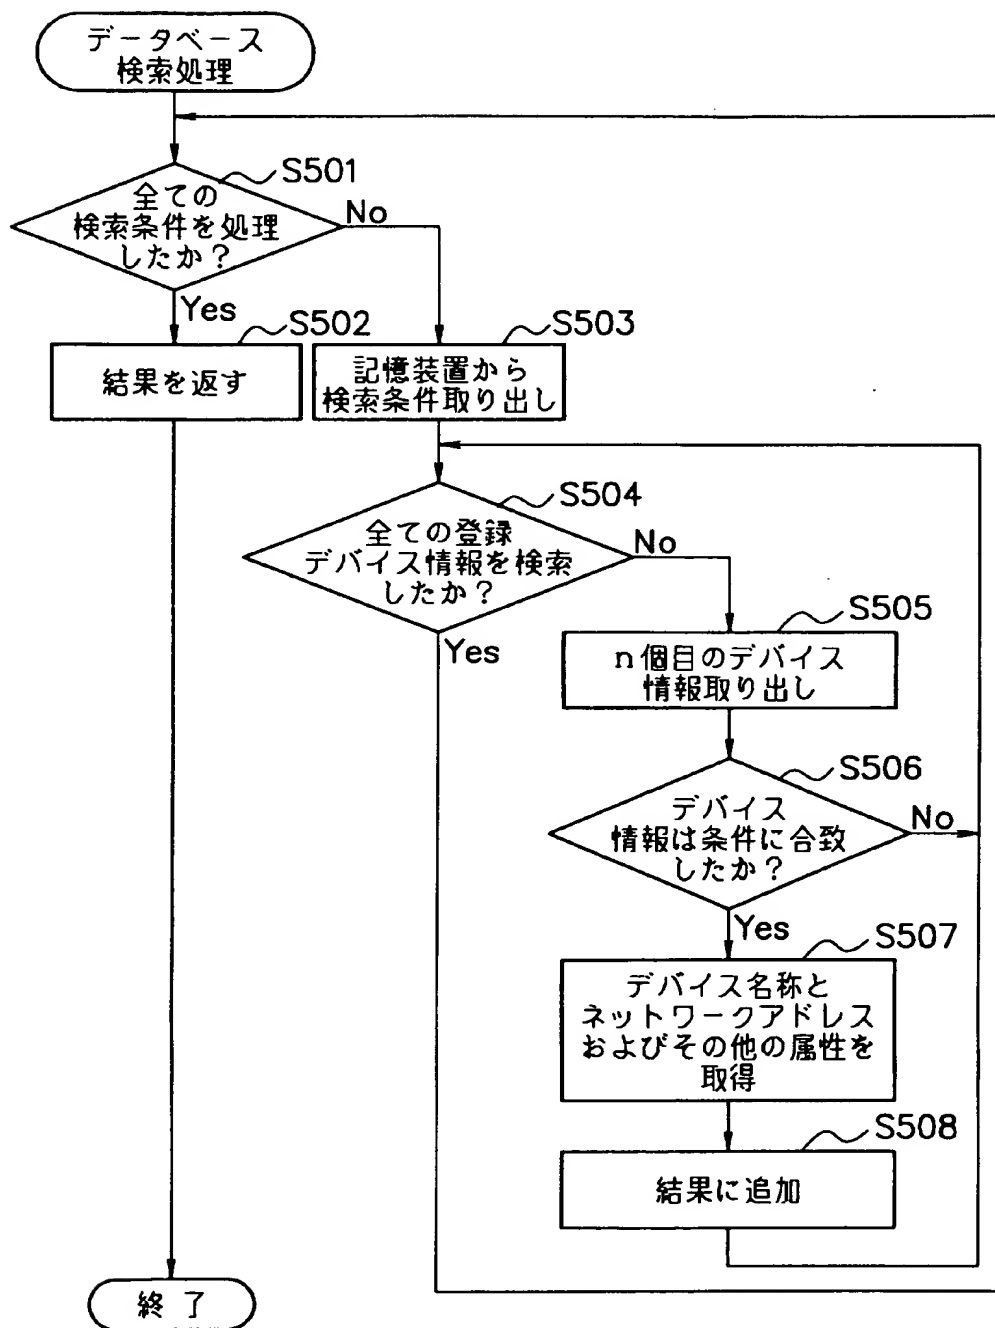 データベース
検索処理
S501
全ての
検索条件を処理
したか?
No
Yes
S502
結果を返す
S503
記憶装置から
検索条件取り出し
S504
全ての登録
デバイス情報を検索
したか?
No
Yes
S505
n個目のデバイス
情報取り出し
S506
デバイス
情報は条件に合致
したか?
No
Yes
S507
デバイス名称と
ネットワークアドレス
およびその他の属性を
取得
S508
結果に追加
終了